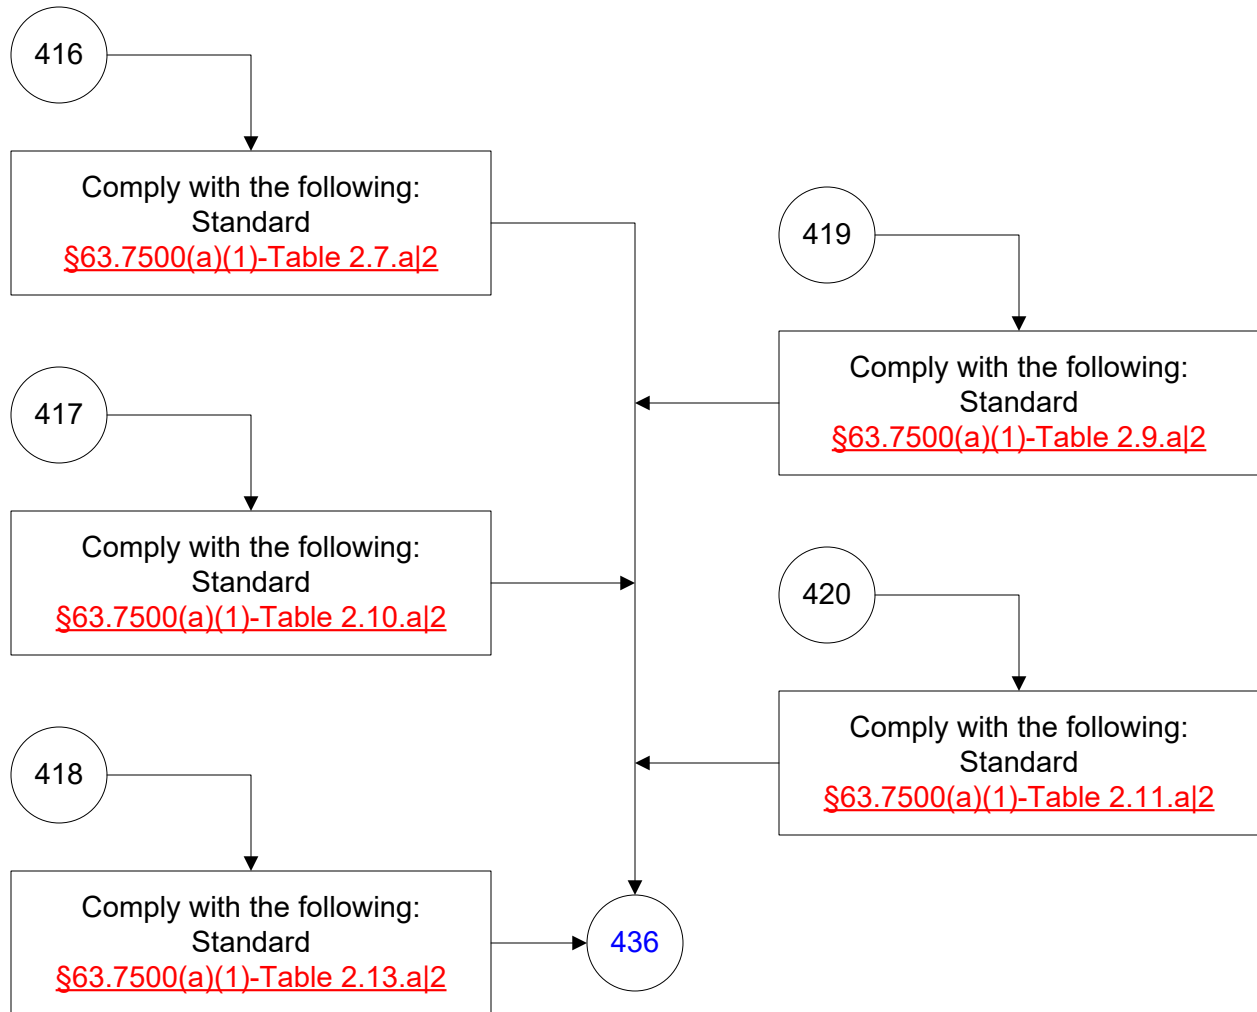 416
Comply with the following:
Standard
§63.7500(a)(1)-Table 2.7.a|2
417
Comply with the following:
Standard
§63.7500(a)(1)-Table 2.10.a|2
418
Comply with the following:
Standard
§63.7500(a)(1)-Table 2.13.a|2
419
Comply with the following:
Standard
§63.7500(a)(1)-Table 2.9.a|2
420
Comply with the following:
Standard
§63.7500(a)(1)-Table 2.11.a|2
436